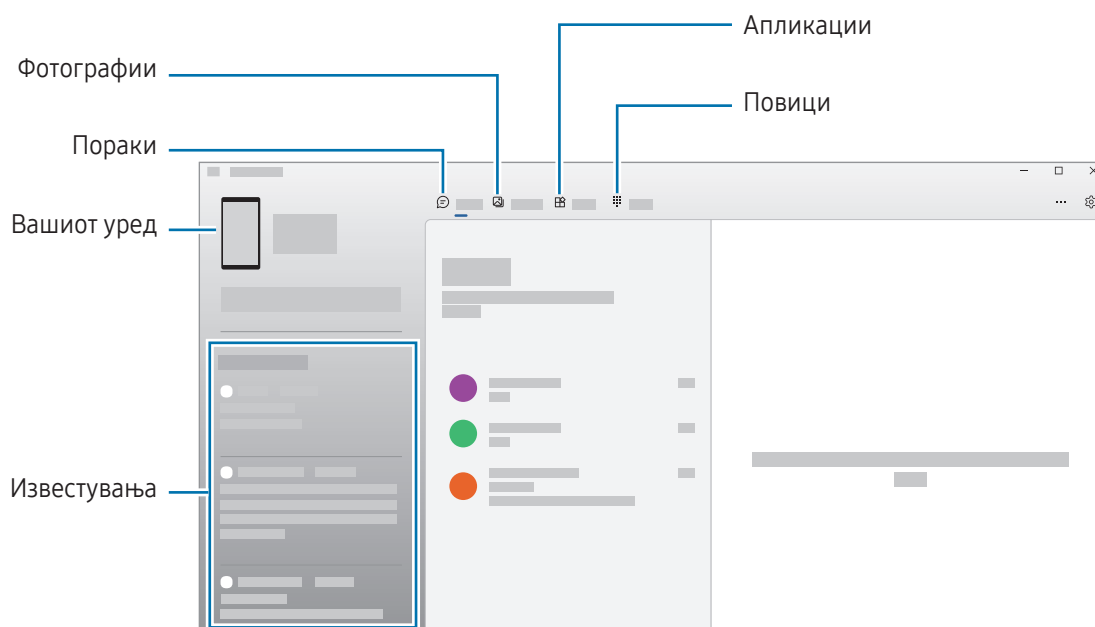 Апликации
Фотографии
Повици
Пораки
Вашиот уред
Известувања